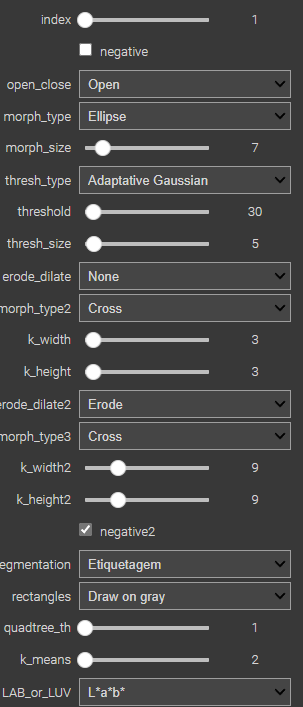 index 1
negative
open_close Open
morph_type Ellipse
morph_size 7
thresh_type Adaptative Gaussian
threshold 30
thresh_size 5
erode_dilate None
morph_type2 Cross
k_width 3
k_height 3
erode_dilate2 Erode
morph_type3 Cross
k_width2 9
k_height2 9
negative2
egmentation Etiquetagem
rectangles Draw on gray
quadtree_th 1
k_means 2
LAB_or_LUV L*a*b*